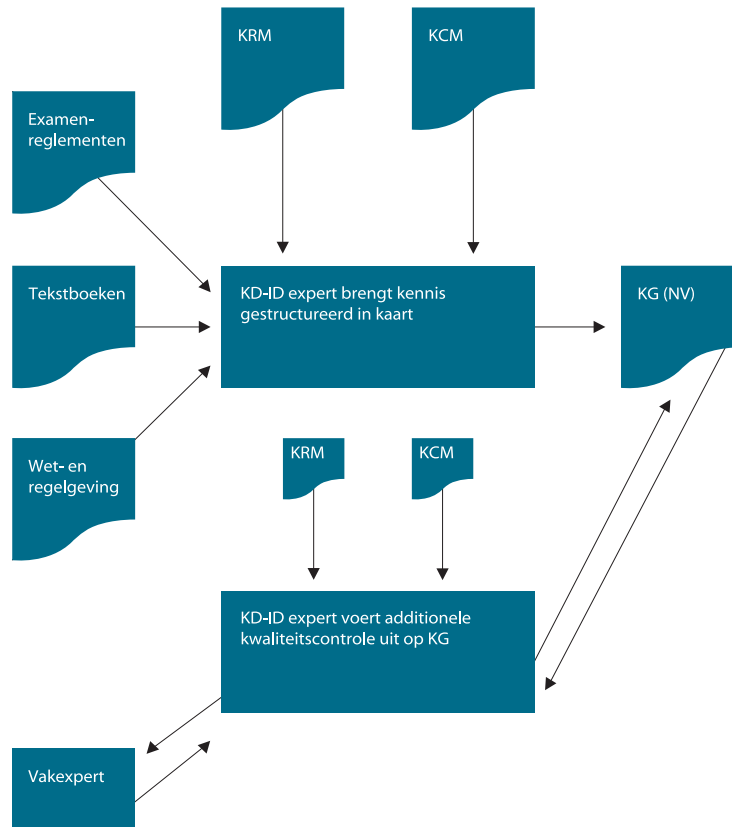 KRM
KCM
Examen-
reglementen
Tekstboeken
KD-ID expert brengt kennis
gestructureerd in kaart
KG (NV)
Wet- en
regelgeving
KRM
KCM
KD-ID expert voert additionele
kwaliteitscontrole uit op KG
Vakexpert